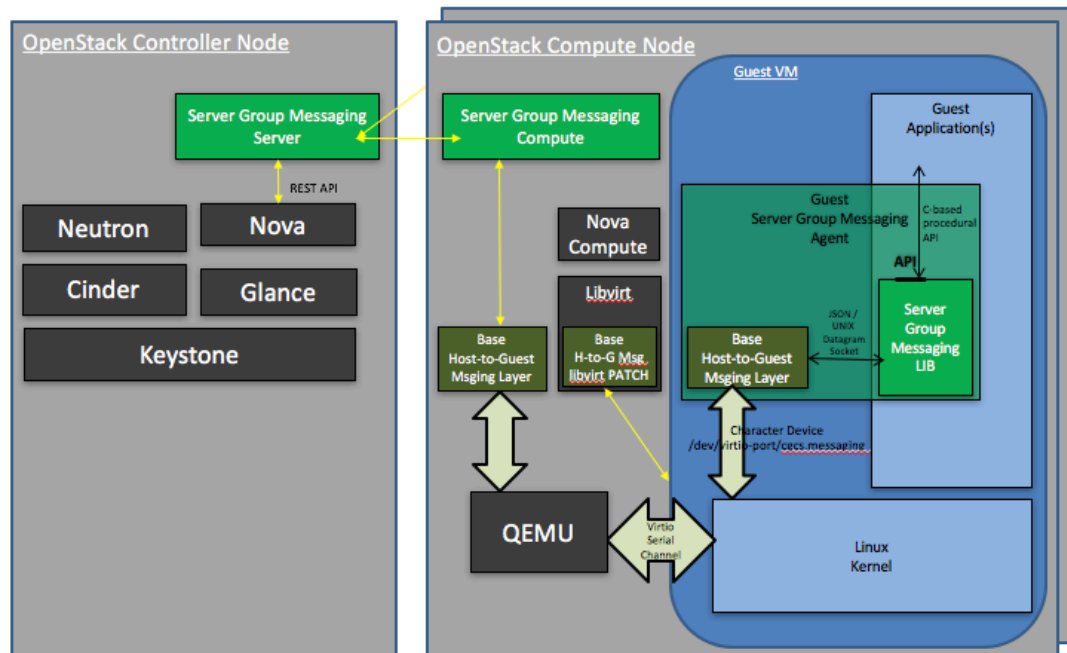 OpenStack Controller Node
Server Group Messaging
Server
REST API
Neutron
Nova
Cinder
Glance
Keystone
OpenStack Compute Node
Server Group Messaging
Compute
Nova
Compute
Libvirt
Base
Host-to-Guest
Msging Layer
Base
H-to-G Msg
libvirt PATCH
QEMU
Virtio
Serial
Channel
Guest VM
Guest
Application(s)
Guest
Server Group Messaging
Agent
C-based
procedural
API
API
JSON /
UNIX
Datagram
Socket
Server
Group
Messaging
LIB
Base
Host-to-Guest
Msging Layer
Character Device
/dev/virtio-port/cgcs.messaging
Linux
Kernel